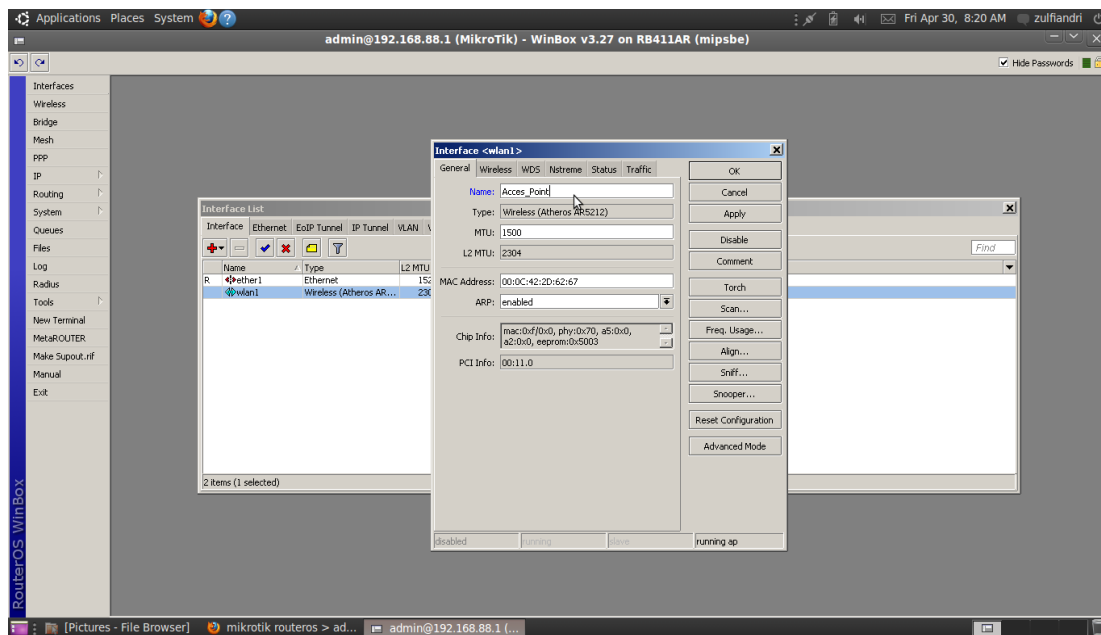 Applications Places System
Fri Apr 30, 8:20 AM zulfiandri
admin@192.168.88.1 (MikroTik) - WinBox v3.27 on RB411AR (mipsbe)
Hide Passwords
Interfaces
Wireless
Bridge
Mesh
PPP
IP
Routing
System
Queues
Files
Log
Radius
Tools
New Terminal
MetaROUTER
Make Supout.rif
Manual
Exit
RouterOS WinBox
Interface List
Interface Ethernet EoIP Tunnel IP Tunnel VLAN
Find
Name Type L2 MTU
R ether1 Ethernet 152
wlan1 Wireless (Atheros AR... 230
2 items (1 selected)
Interface <wlan1>
General Wireless WDS Nstreme Status Traffic
Name: Acces_Point
Type: Wireless (Atheros AR5212)
MTU: 1500
L2 MTU: 2304
MAC Address: 00:0C:42:2D:62:67
ARP: enabled
Chip Info: mac:0xf/0x0, phy:0x70, a5:0x0,
a2:0x0, eeprom:0x5003
PCI Info: 00:11.0
OK
Cancel
Apply
Disable
Comment
Torch
Scan...
Freq. Usage...
Align...
Sniff...
Snooper...
Reset Configuration
Advanced Mode
disabled running slave running ap
[Pictures - File Browser] mikrotik routeros > ad... admin@192.168.88.1 (...